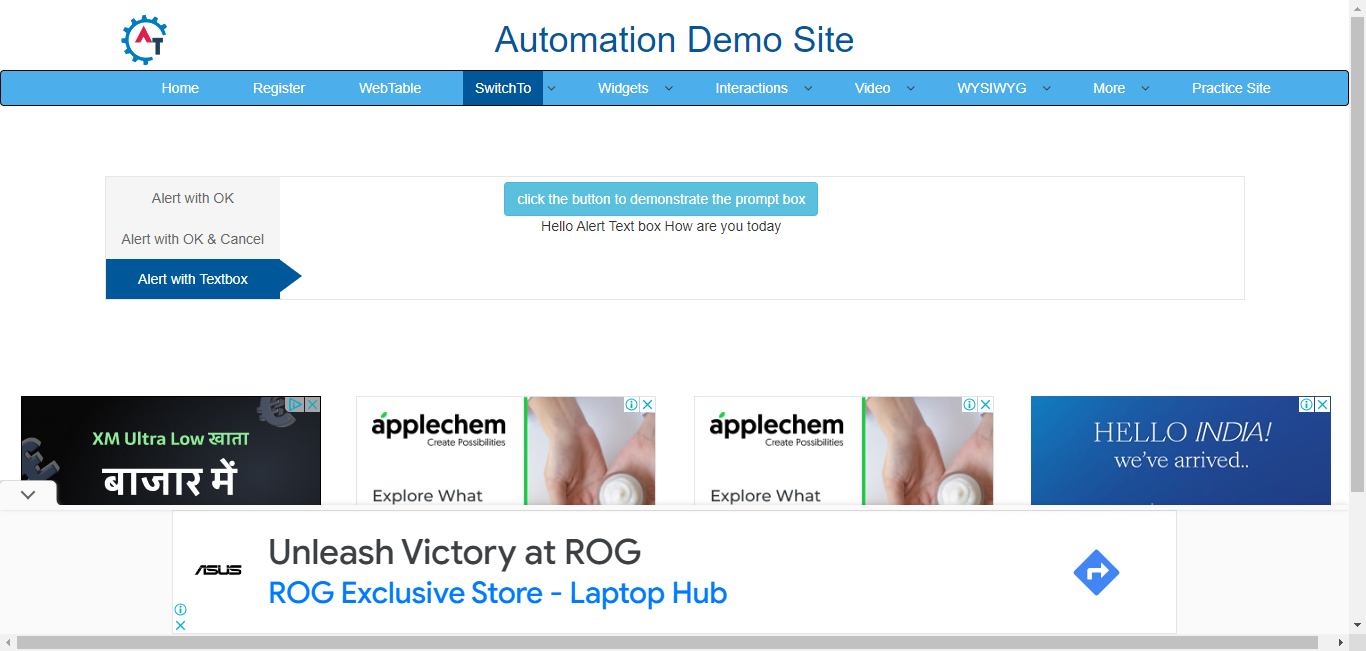 AT
Automation Demo Site
Home Register WebTable SwitchTo Widgets Interactions Video WYSIWYG More Practice Site
Alert with OK
Alert with OK & Cancel
Alert with Textbox
click the button to demonstrate the prompt box
Hello Alert Text box How are you today
XM Ultra Low खाता
बाजार में
applechem
Create Possibilities
Explore What
applechem
Create Possibilities
Explore What
HELLO INDIA!
we've arrived..
ASUS
Unleash Victory at ROG
ROG Exclusive Store - Laptop Hub